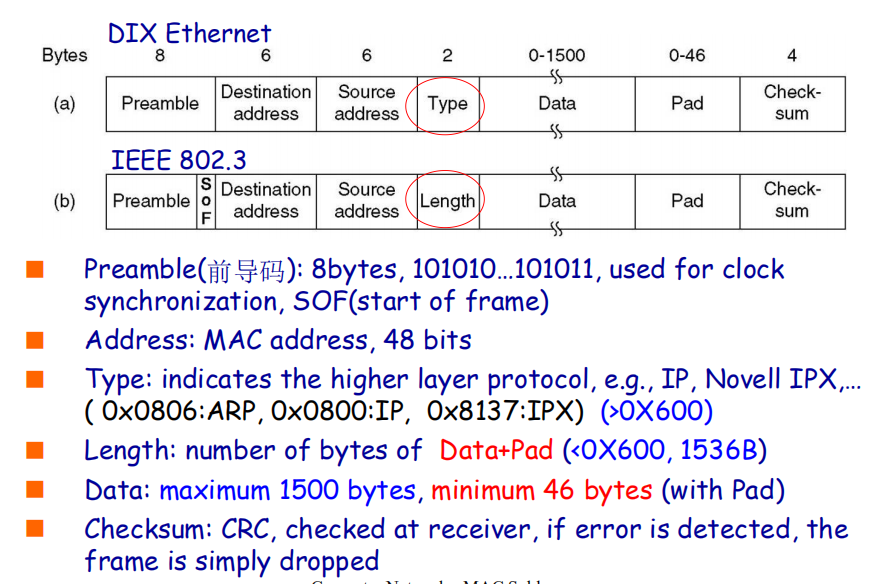 DIX Ethernet
Bytes 8 6 6 2 0-1500 0-46 4
(a) Preamble Destination address Source address Type Data Pad Check-sum
IEEE 802.3
(b) Preamble SoF Destination address Source address Length Data Pad Check-sum
Preamble(前导码): 8bytes, 101010...101011, used for clock
synchronization, SOF(start of frame)
Address: MAC address, 48 bits
Type: indicates the higher layer protocol, e.g., IP, Novell IPX,...
( 0x0806:ARP, 0x0800:IP, 0x8137:IPX) (>0X600)
Length: number of bytes of Data+Pad (<0X600, 1536B)
Data: maximum 1500 bytes, minimum 46 bytes (with Pad)
Checksum: CRC, checked at receiver, if error is detected, the
frame is simply dropped